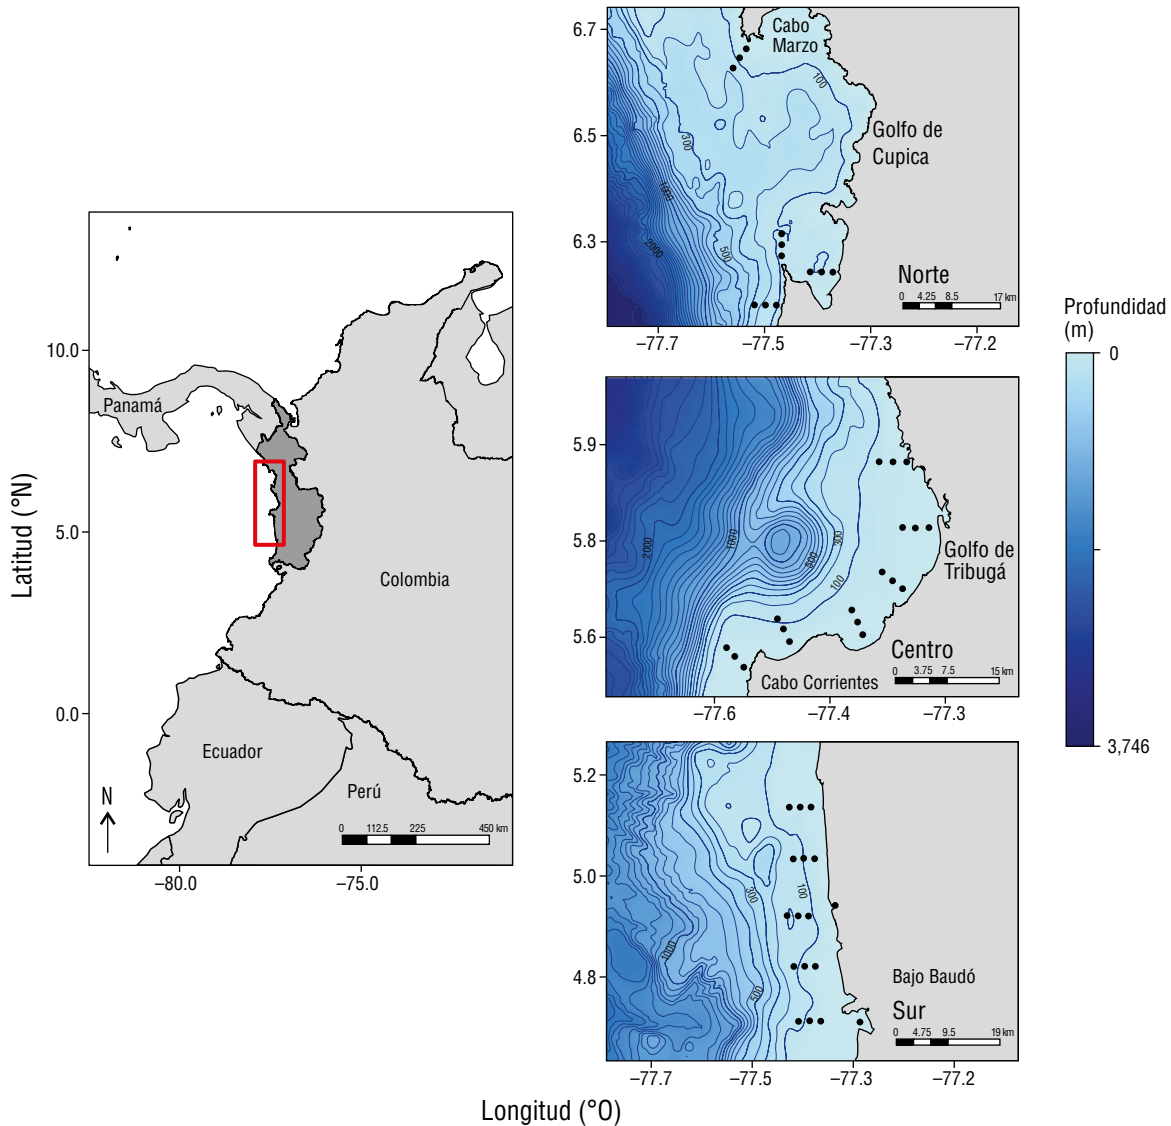 Latitud (°N)
10.0
5.0
0.0
−80.0
−75.0
Panamá
Colombia
Ecuador
Perú
N
0 112.5 225 450 km
6.7
6.5
6.3
Cabo
Marzo
Golfo de
Cupica
100
300
500
1000
2000
Norte
0 4.25 8.5 17 km
−77.7 −77.5 −77.3 −77.2
5.9
5.8
5.6
2000
1000
500
300
100
Golfo de
Tribugá
Centro
0 3.75 7.5 15 km
Cabo Corrientes
−77.6 −77.4 −77.3
5.2
5.0
4.8
300
100
1000
500
Bajo Baudó
Sur
0 4.75 9.5 19 km
−77.7 −77.5 −77.3 −77.2
Longitud (°O)
Profundidad
(m)
0
3,746